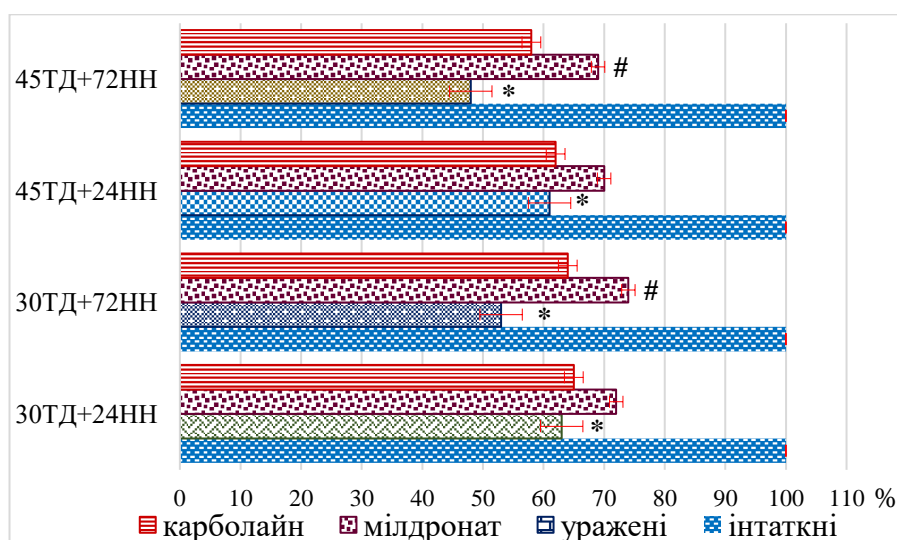 45ТД+72НН
#
*
45ТД+24НН
*
30ТД+72НН
#
*
30ТД+24НН
*
0 10 20 30 40 50 60 70 80 90 100 110 %
карболайн мілдронат уражені інтаткні